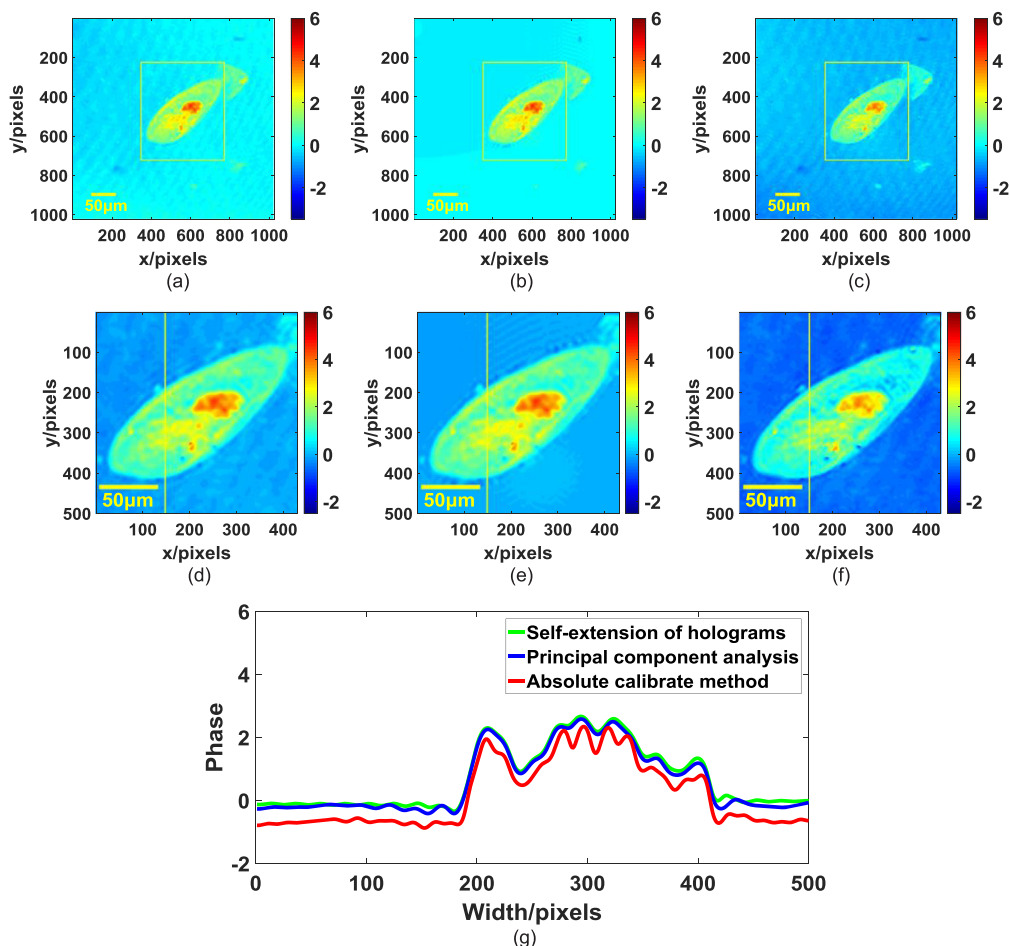 6
4
2
0
-2
200
400
600
800
1000
y/pixels
50μm
200 400 600 800 1000
x/pixels
(a)
6
4
2
0
-2
200
400
600
800
1000
y/pixels
50μm
200 400 600 800 1000
x/pixels
(b)
6
4
2
0
-2
200
400
600
800
1000
y/pixels
50μm
200 400 600 800 1000
x/pixels
(c)
6
4
2
0
-2
100
200
300
400
500
y/pixels
50μm
100 200 300 400
x/pixels
(d)
6
4
2
0
-2
100
200
300
400
500
y/pixels
50μm
100 200 300 400
x/pixels
(e)
6
4
2
0
-2
100
200
300
400
500
y/pixels
50μm
100 200 300 400
x/pixels
(f)
6
4
2
0
-2
Phase
Self-extension of holograms
Principal component analysis
Absolute calibrate method
0 100 200 300 400 500
Width/pixels
(g)